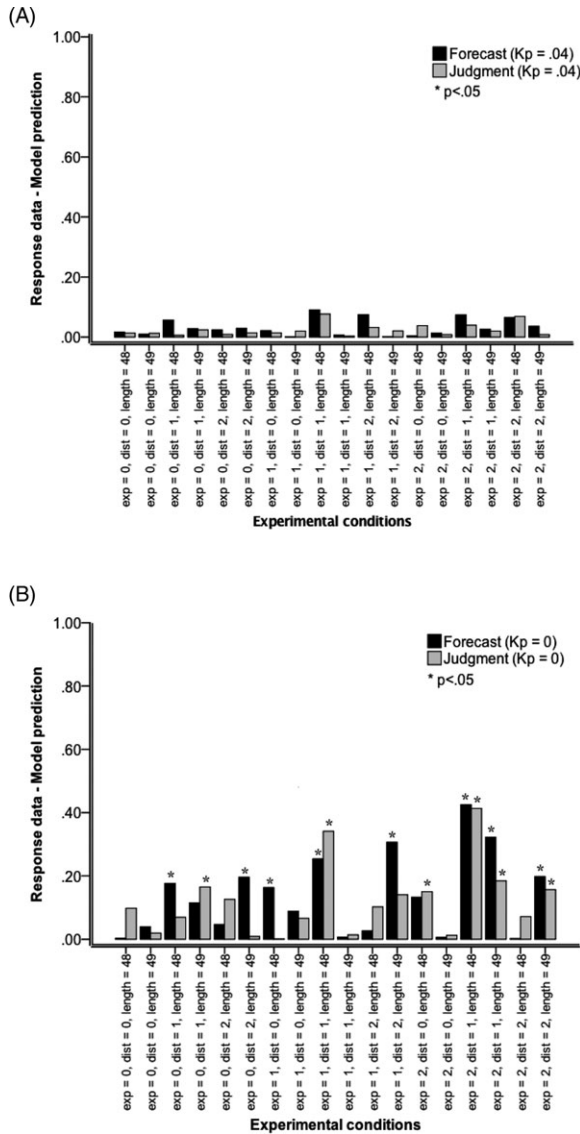 (A)
1.00
.80
.60
.40
.20
.00
Response data - Model prediction
Forecast (Kp = .04)
Judgment (Kp = .04)
* p<.05
exp = 0, dist = 0, length = 48
exp = 0, dist = 0, length = 49
exp = 0, dist = 1, length = 48
exp = 0, dist = 1, length = 49
exp = 0, dist = 2, length = 48
exp = 0, dist = 2, length = 49
exp = 1, dist = 0, length = 48
exp = 1, dist = 0, length = 49
exp = 1, dist = 1, length = 48
exp = 1, dist = 1, length = 49
exp = 1, dist = 2, length = 48
exp = 1, dist = 2, length = 49
exp = 2, dist = 0, length = 48
exp = 2, dist = 0, length = 49
exp = 2, dist = 1, length = 48
exp = 2, dist = 1, length = 49
exp = 2, dist = 2, length = 48
exp = 2, dist = 2, length = 49
Experimental conditions
(B)
1.00
.80
.60
.40
.20
.00
Response data - Model prediction
Forecast (Kp = 0)
Judgment (Kp = 0)
* p<.05
* * * * * * * * * * * * * *
exp = 0, dist = 0, length = 48
exp = 0, dist = 0, length = 49
exp = 0, dist = 1, length = 48
exp = 0, dist = 1, length = 49
exp = 0, dist = 2, length = 48
exp = 0, dist = 2, length = 49
exp = 1, dist = 0, length = 48
exp = 1, dist = 0, length = 49
exp = 1, dist = 1, length = 48
exp = 1, dist = 1, length = 49
exp = 1, dist = 2, length = 48
exp = 1, dist = 2, length = 49
exp = 2, dist = 0, length = 48
exp = 2, dist = 0, length = 49
exp = 2, dist = 1, length = 48
exp = 2, dist = 1, length = 49
exp = 2, dist = 2, length = 48
exp = 2, dist = 2, length = 49
Experimental conditions